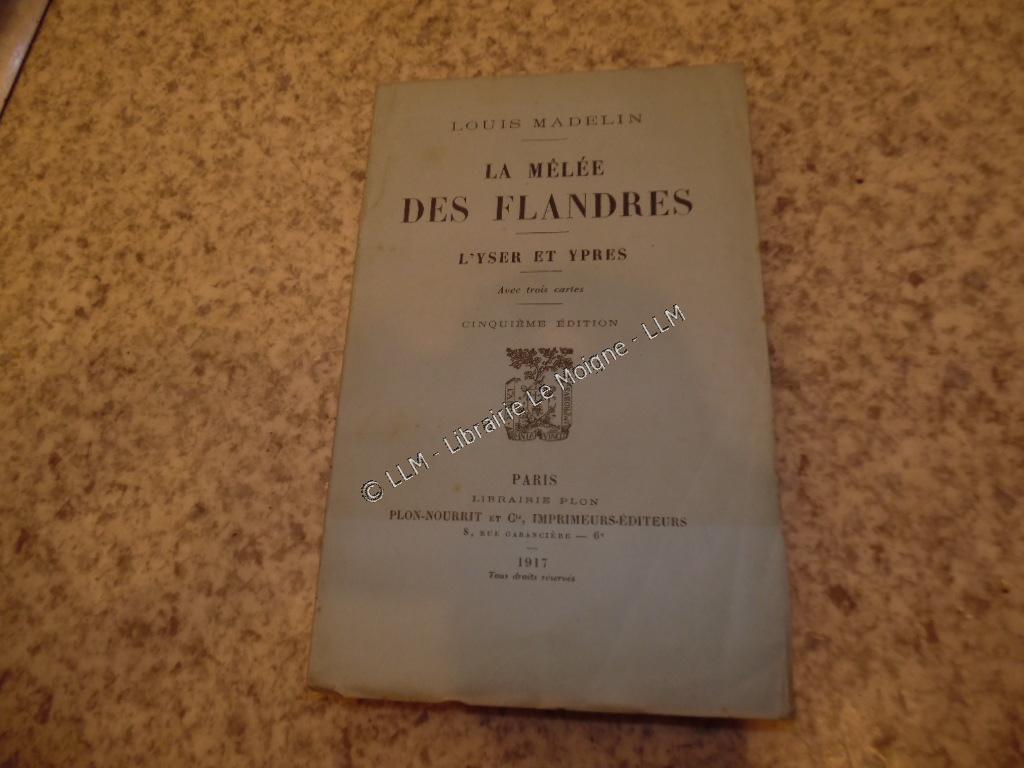 LOUIS MADELIN
LA MÊLÉE
DES FLANDRES
L'YSER ET YPRES
Avec trois cartes
CINQUIÈME ÉDITION
© LLM - Librairie Le Moigne - LLM
PARIS
LIBRAIRIE PLON
PLON-NOURRIT ET Cie, IMPRIMEURS-ÉDITEURS
8, RUE GARANCIÈRE — 6e
1917
Tous droits réservés